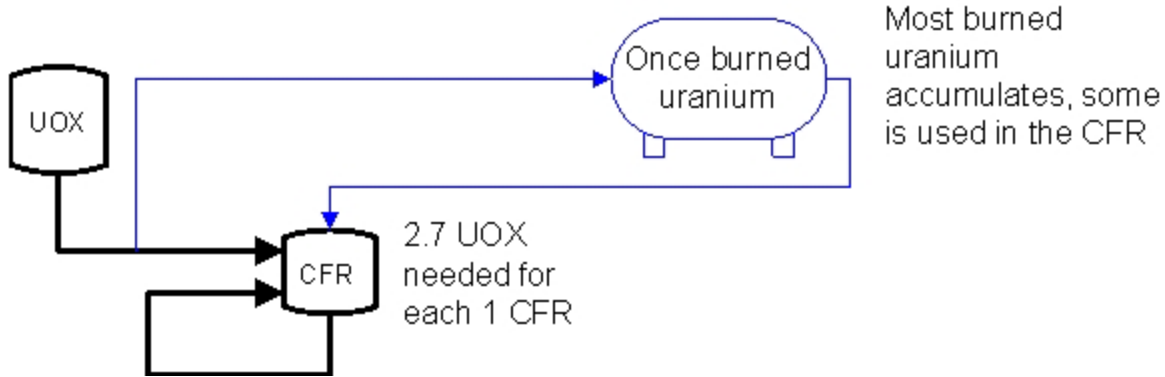 UOX
Once burned
uranium
Most burned
uranium
accumulates, some
is used in the CFR
CFR
2.7 UOX
needed for
each 1 CFR